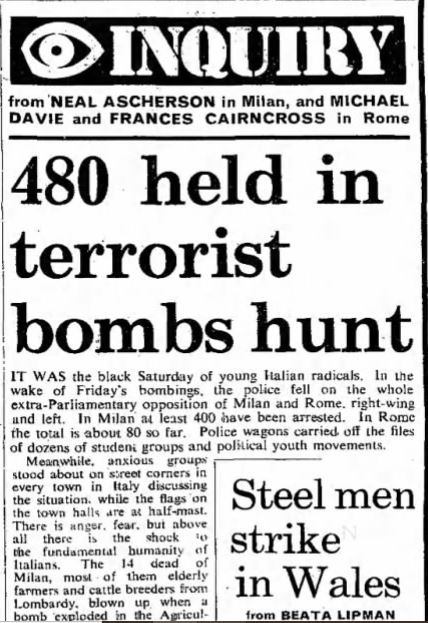 INQUIRY
from NEAL ASCHERSON in Milan, and MICHAEL
DAVIE and FRANCES CAIRNCROSS in Rome
480 held in
terrorist
bombs hunt
IT WAS the black Saturday of young Italian radicals. In the
wake of Friday's bombings, the police fell on the whole
extra-Parliamentary opposition of Milan and Rome, right-wing
and left. In Milan at least 400 have been arrested. In Rome
the total is about 80 so far. Police wagons carried off the files
of dozens of student groups and political youth movements.
Meanwhile, anxious groups
stood about on street corners in
every town in Italy discussing
the situation, while the flags on
the town halls are at half-mast.
There is anger, fear, but above
all there is the shock to
the fundamental humanity of
Italians. The 14 dead of
Milan, most of them elderly
farmers and cattle breeders from
Lombardy, blown up when a
bomb exploded in the Agricul-
Steel men
strike
in Wales
from BEATA LIPMAN